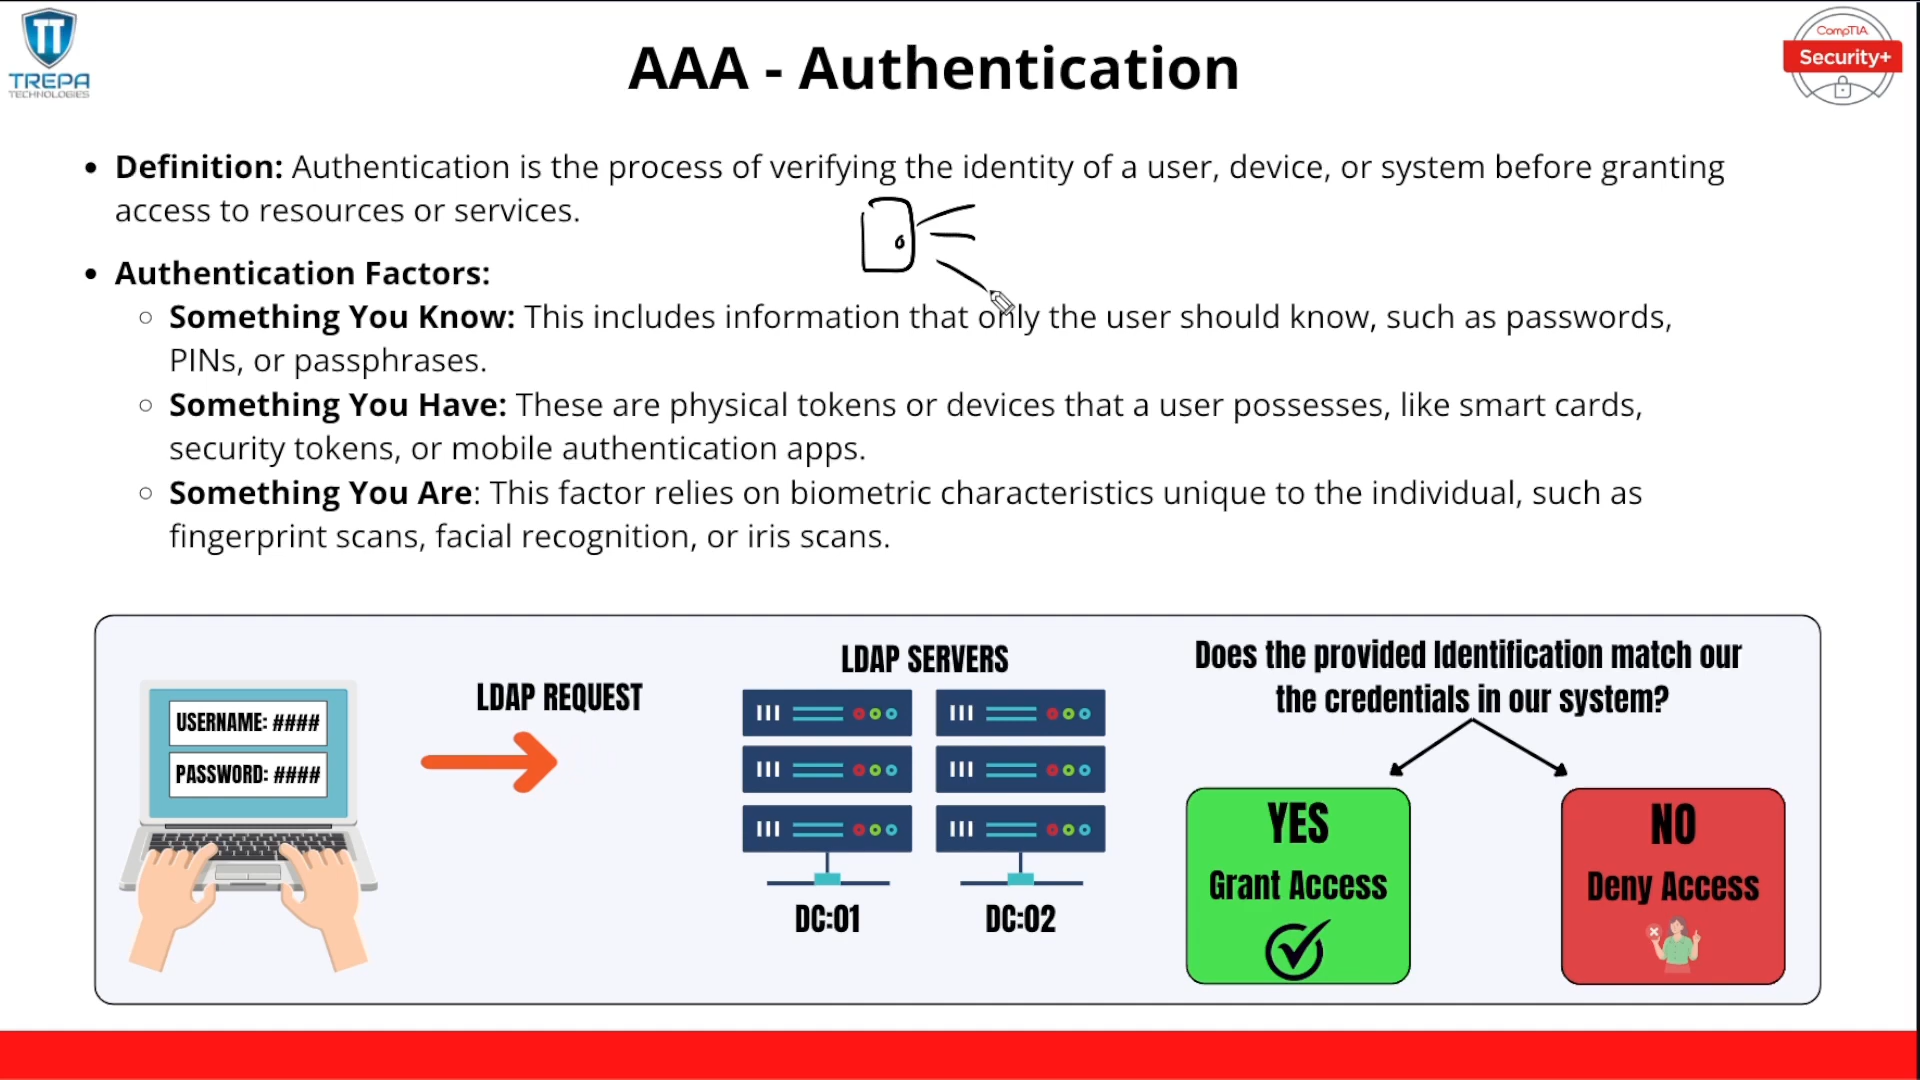 TT
TREPA
TECHNOLOGIES
AAA - Authentication
CompTIA
Security+
• Definition: Authentication is the process of verifying the identity of a user, device, or system before granting
access to resources or services.
• Authentication Factors:
○ Something You Know: This includes information that only the user should know, such as passwords,
PINs, or passphrases.
○ Something You Have: These are physical tokens or devices that a user possesses, like smart cards,
security tokens, or mobile authentication apps.
○ Something You Are: This factor relies on biometric characteristics unique to the individual, such as
fingerprint scans, facial recognition, or iris scans.
USERNAME: ####
PASSWORD: ####
LDAP REQUEST
LDAP SERVERS
DC:01
DC:02
Does the provided Identification match our
the credentials in our system?
YES
Grant Access
NO
Deny Access